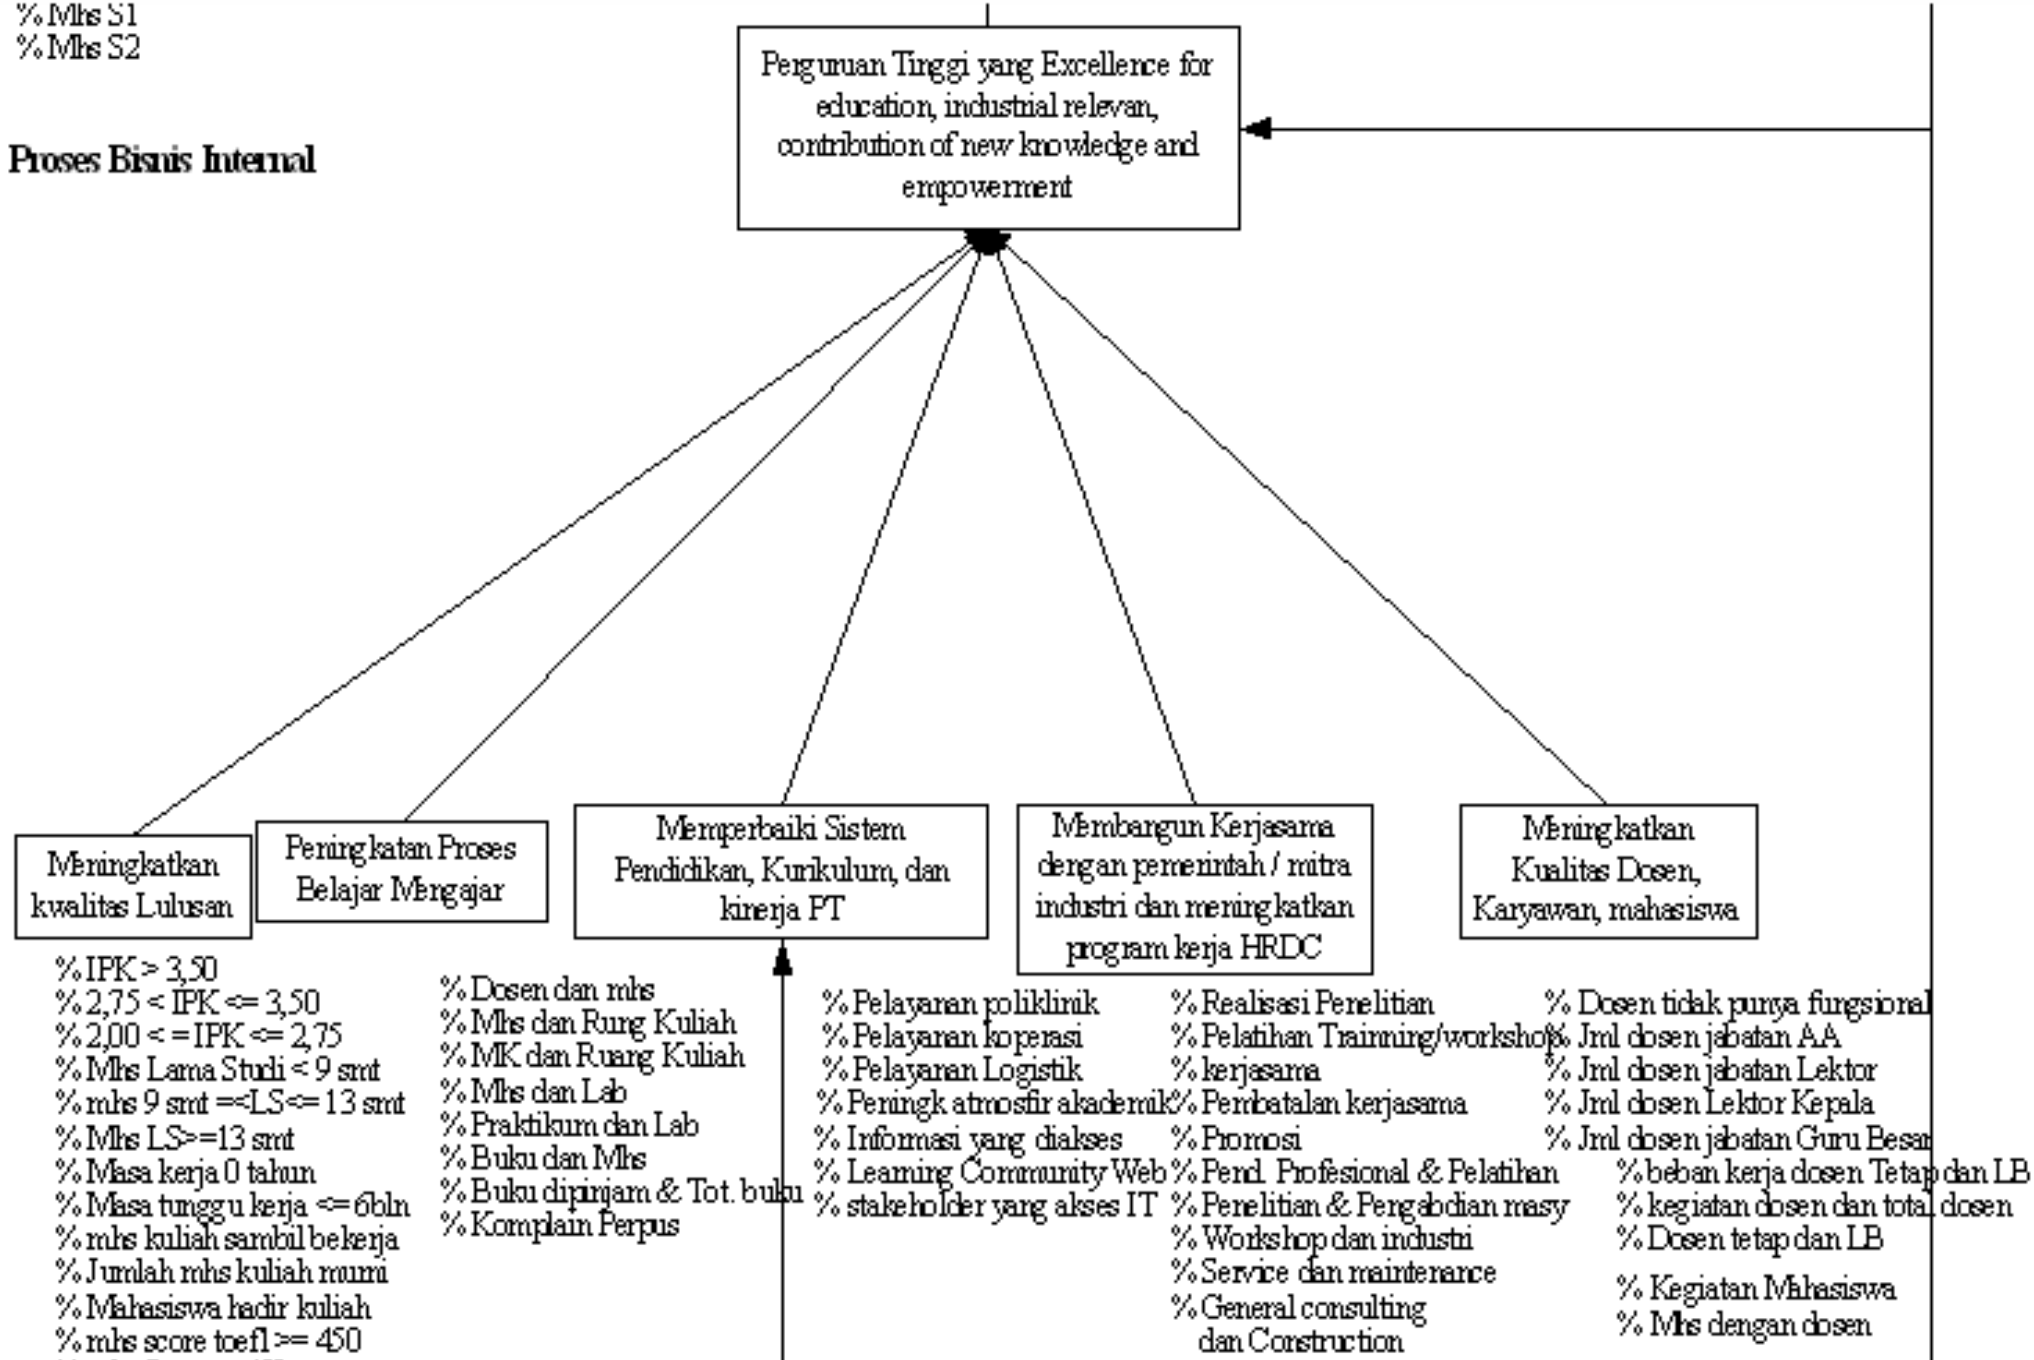 % Mhs S1
% Mhs S2
Perguruan Tinggi yang Excellence for
education, industrial relevan,
contribution of new knowledge and
empowerment
Proses Bisnis Internal
Meningkatkan
kwalitas Lulusan
Peningkatan Proses
Belajar Mengajar
Memperbaiki Sistem
Pendidikan, Kurikulum, dan
kinerja PT
Membangun Kerjasama
dengan pemerintah / mitra
industri dan meningkatkan
program kerja HRDC
Meningkatkan
Kualitas Dosen,
Karyawan, mahasiswa
% IPK > 3,50
% 2,75 < IPK <= 3,50
% 2,00 < = IPK <= 2,75
% Mhs Lama Studi < 9 smt
% mhs 9 smt =<LS<= 13 smt
% Mhs LS>=13 smt
% Masa kerja 0 tahun
% Masa tunggu kerja <= 6bln
% mhs kuliah sambil bekerja
% Jumlah mhs kuliah murni
% Mahasiswa hadir kuliah
% mhs score toefl >= 450
% Dosen dan mhs
% Mhs dan Rung Kuliah
% MK dan Ruang Kuliah
% Mhs dan Lab
% Praktikum dan Lab
% Buku dan Mhs
% Buku dipinjam & Tot. buku
% Komplain Perpus
% Pelayanan poliklinik
% Pelayanan koperasi
% Pelayanan Logistik
% Peningk atmosfir akademik
% Informasi yang diakses
% Learning Community Web
% stakeholder yang akses IT
% Realisasi Penelitian
% Pelatihan Trainning/workshop
% kerjasama
% Pembatalan kerjasama
% Promosi
% Pend. Profesional & Pelatihan
% Penelitian & Pengabdian masy
% Workshop dan industri
% Service dan maintenance
% General consulting
dan Construction
% Dosen tidak punya fungsional
% Jml dosen jabatan AA
% Jml dosen jabatan Lektor
% Jml dosen Lektor Kepala
% Jml dosen jabatan Guru Besar
% beban kerja dosen Tetap dan LB
% kegiatan dosen dan total dosen
% Dosen tetap dan LB
% Kegiatan Mahasiswa
% Mhs dengan dosen